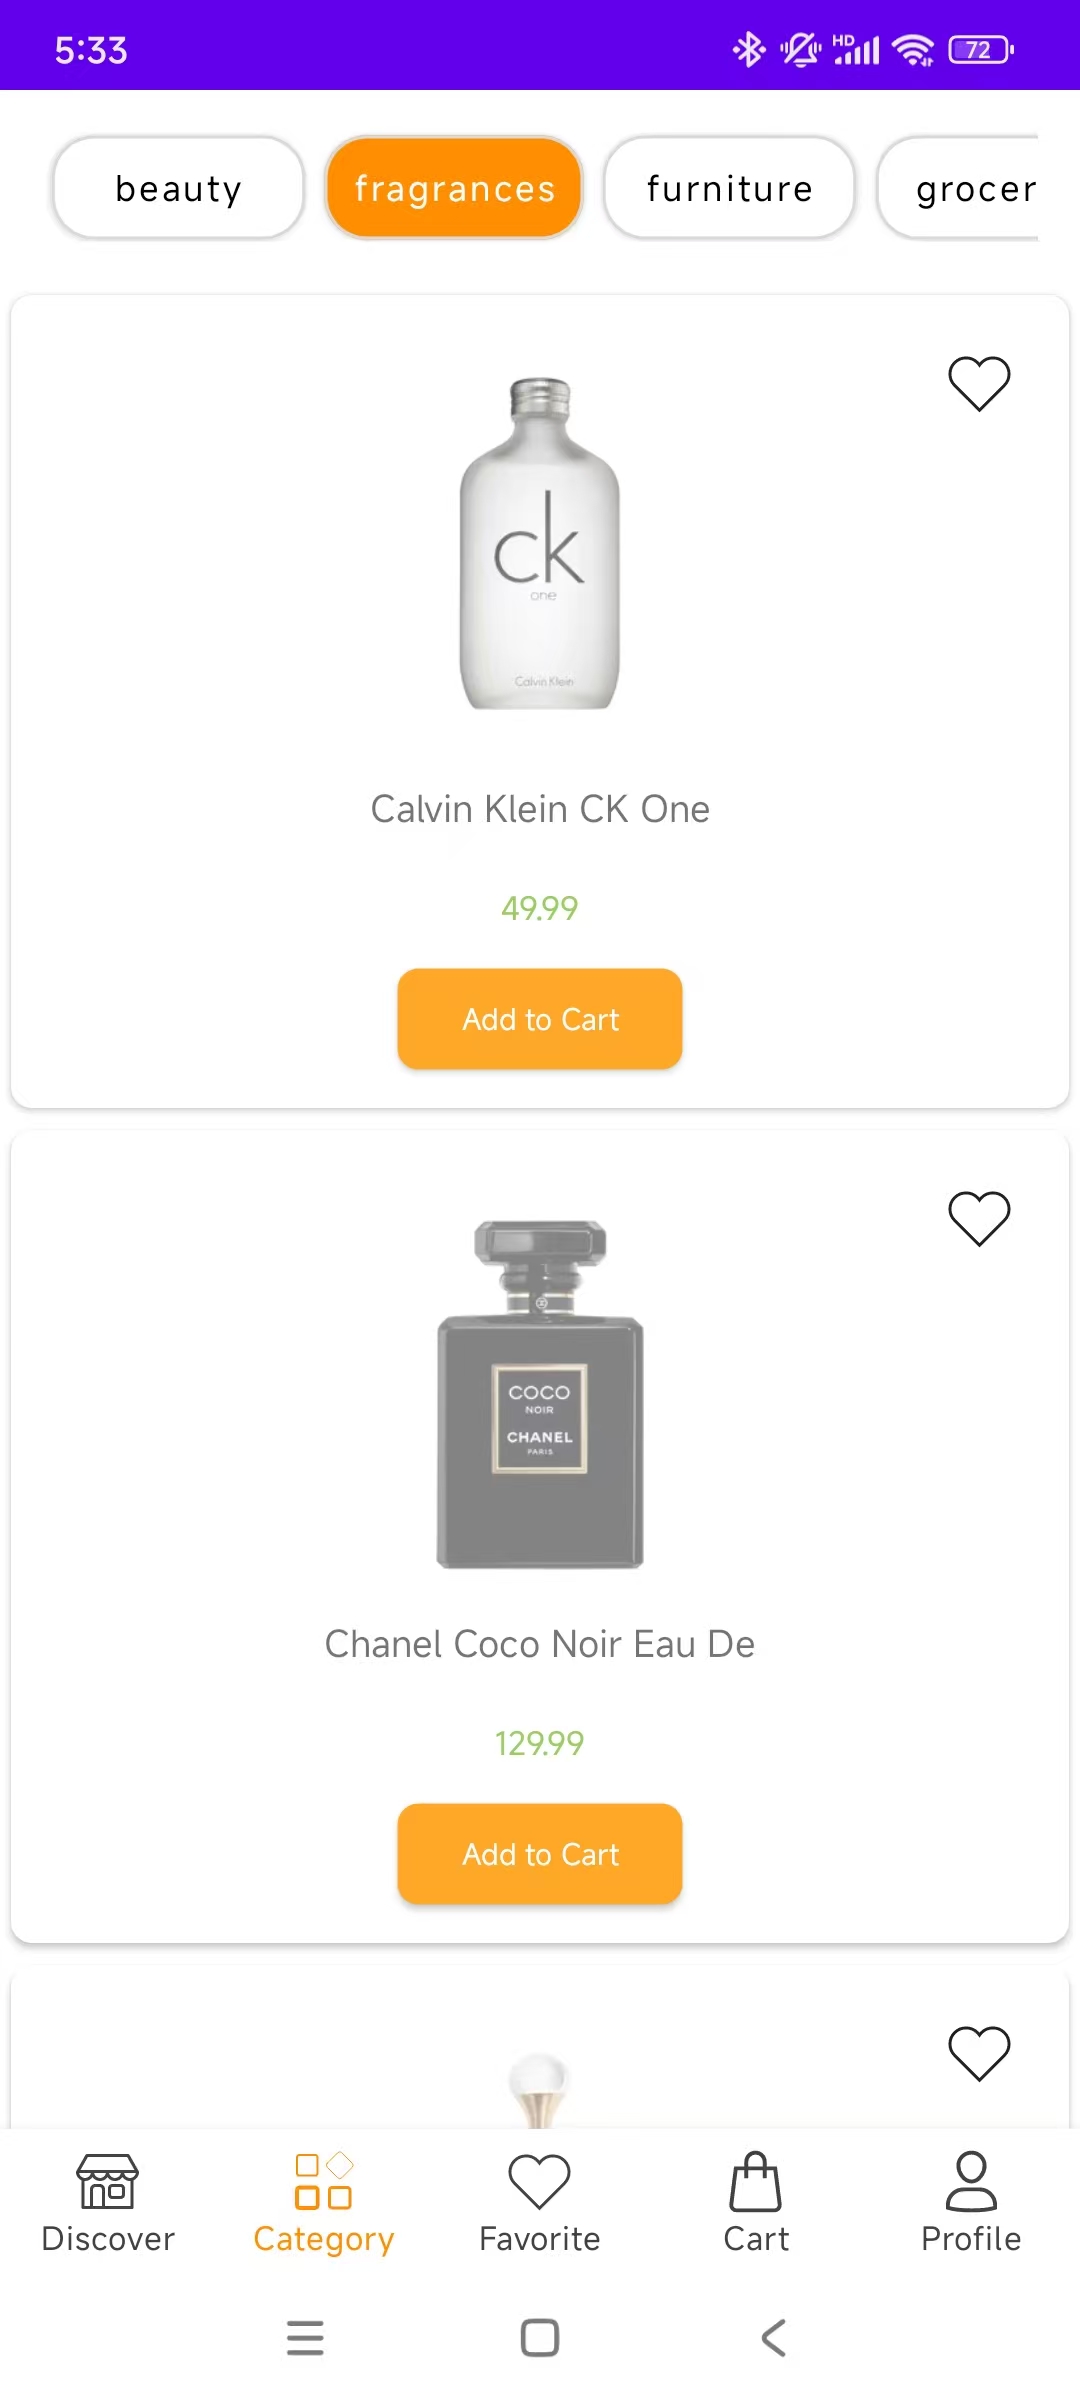 5:33
HD
72
beauty
fragrances
furniture
grocer
ck
one
Calvin Klein
Calvin Klein CK One
49.99
Add to Cart
COCO
NOIR
CHANEL
PARIS
Chanel Coco Noir Eau De
129.99
Add to Cart
Discover
Category
Favorite
Cart
Profile